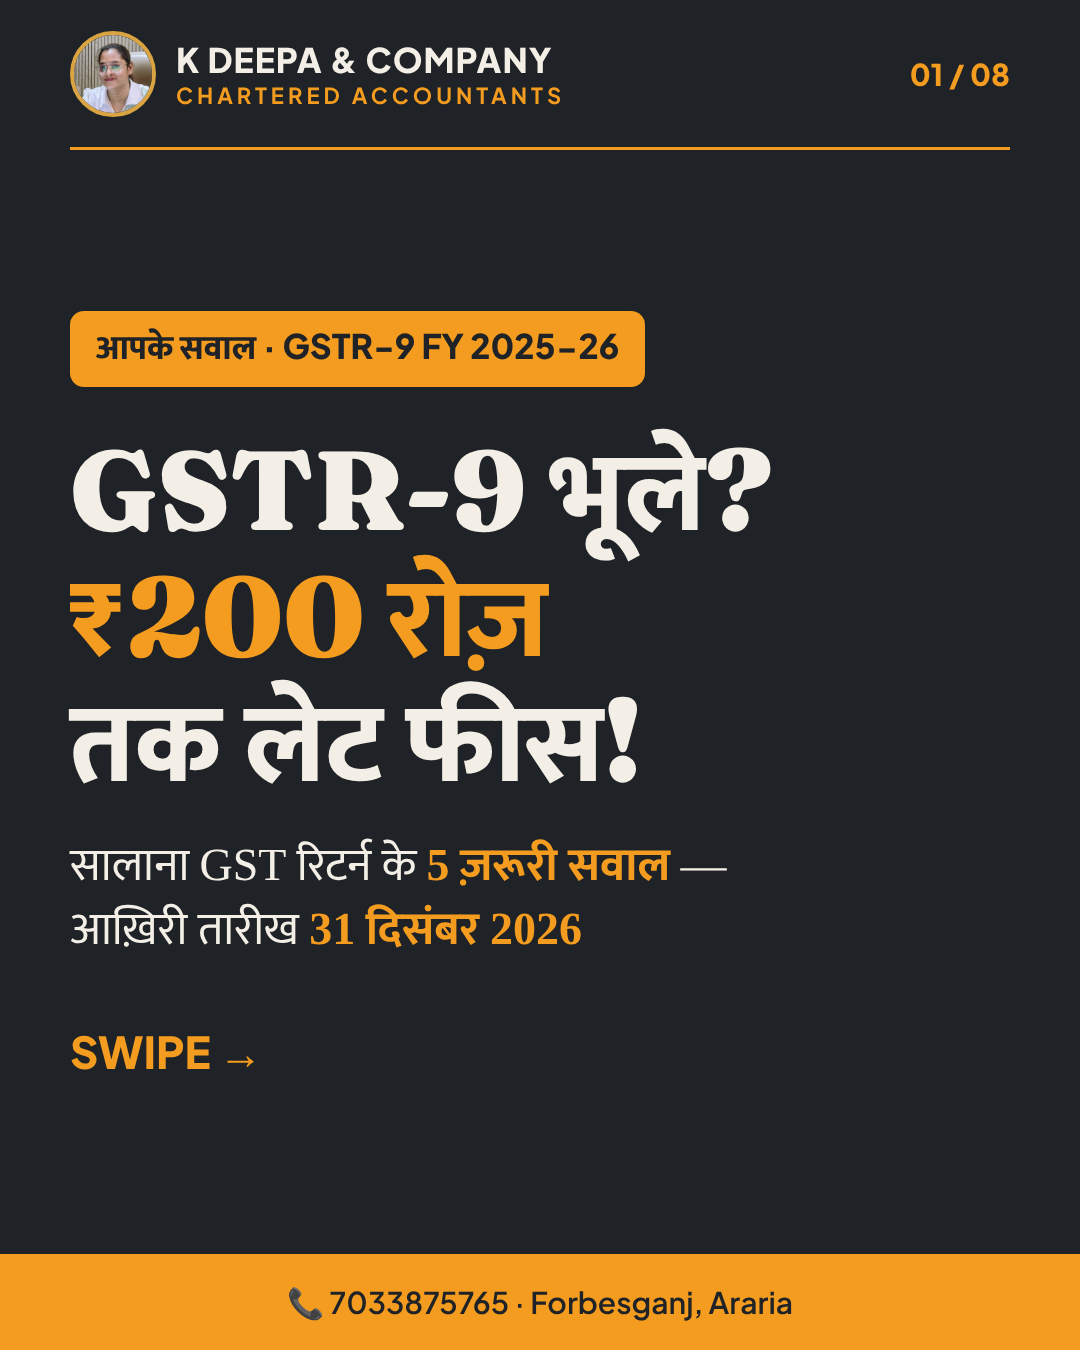 K DEEPA & COMPANY
CHARTERED ACCOUNTANTS
01 / 08
आपके सवाल · GSTR-9 FY 2025-26
GSTR-9 भूले?
₹200 रोज़
तक लेट फीस!
सालाना GST रिटर्न के 5 ज़रूरी सवाल —
आख़िरी तारीख 31 दिसंबर 2026
SWIPE →
📞 7033875765 · Forbesganj, Araria